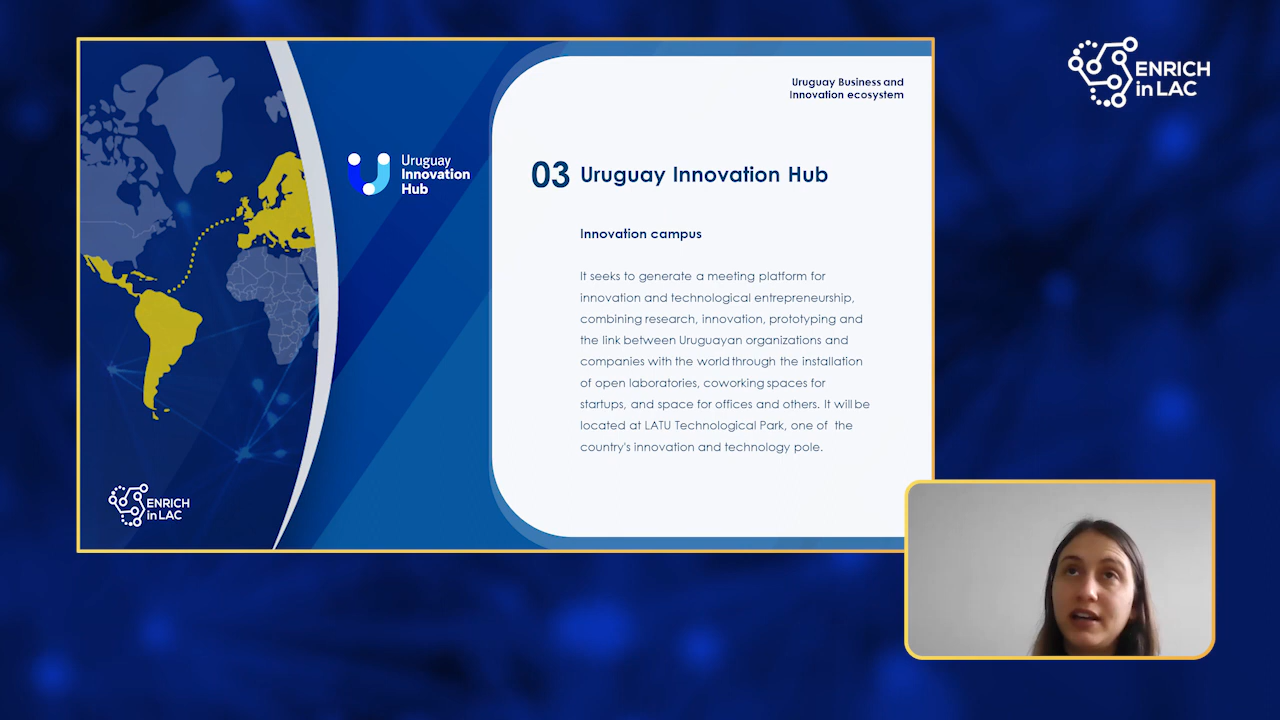 ENRICH
in LAC
Uruguay Business and
Innovation ecosystem
Uruguay
Innovation
Hub
03 Uruguay Innovation Hub
Innovation campus
It seeks to generate a meeting platform for
innovation and technological entrepreneurship,
combining research, innovation, prototyping and
the link between Uruguayan organizations and
companies with the world through the installation
of open laboratories, coworking spaces for
startups, and space for offices and others. It will be
located at LATU Technological Park, one of the
country's innovation and technology pole.
ENRICH
in LAC